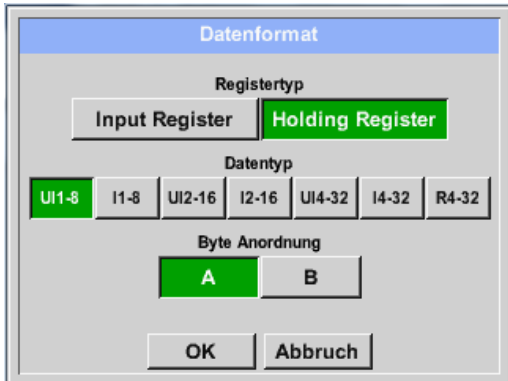 Datenformat
Registertyp
Input Register Holding Register
Datentyp
UI1-8 I1-8 UI2-16 I2-16 UI4-32 I4-32 R4-32
Byte Anordnung
A B
OK Abbruch